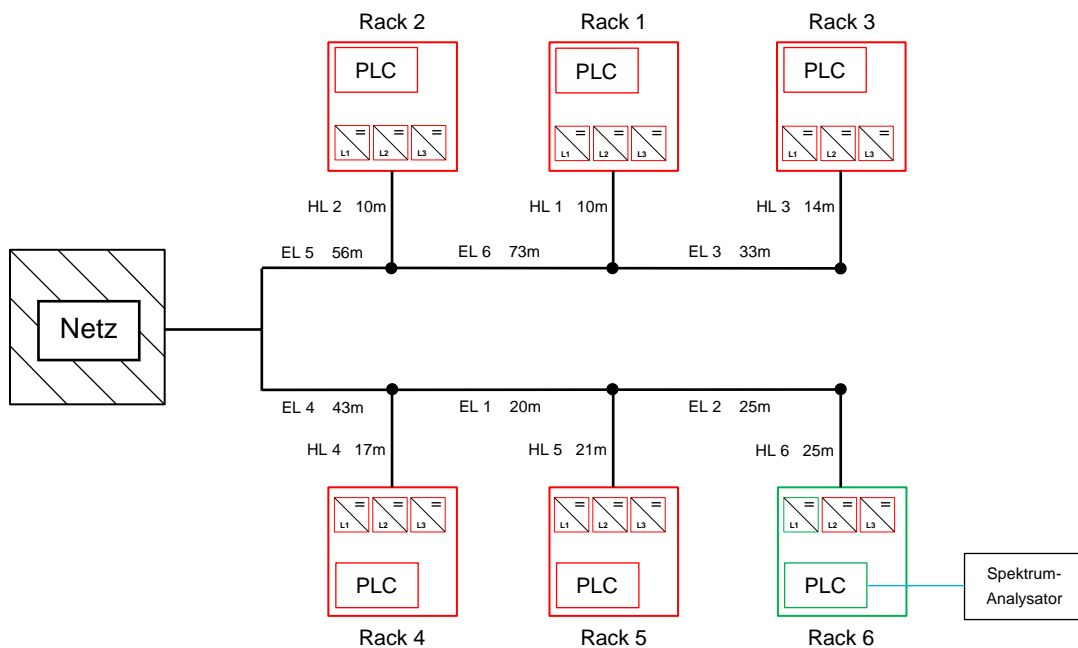 Rack 2 Rack 1 Rack 3
PLC PLC PLC
L1 L2 L3 L1 L2 L3 L1 L2 L3
HL 2 10m HL 1 10m HL 3 14m
EL 5 56m EL 6 73m EL 3 33m
Netz
EL 4 43m EL 1 20m EL 2 25m
HL 4 17m HL 5 21m HL 6 25m
L1 L2 L3 L1 L2 L3 L1 L2 L3
PLC PLC PLC
Spektrum-
Analysator
Rack 4 Rack 5 Rack 6